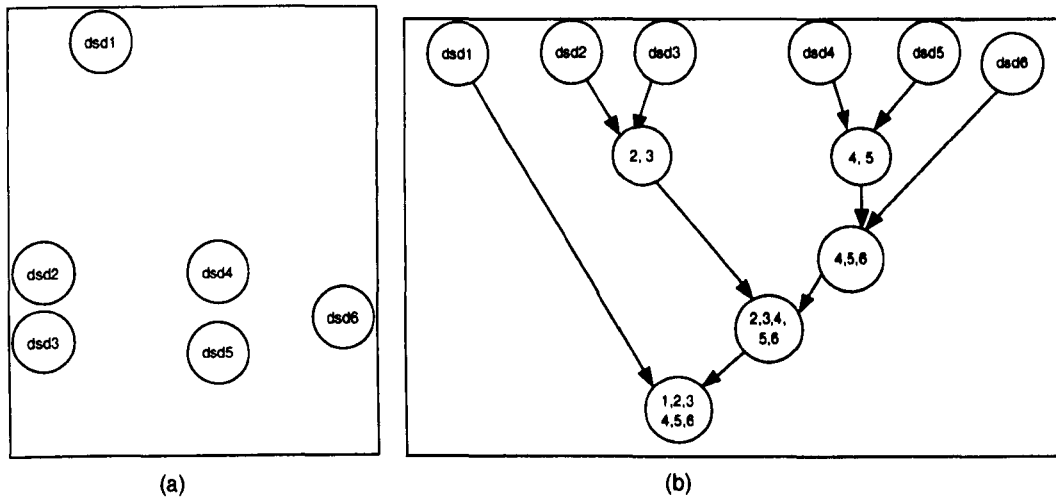 dsd1
dsd2
dsd3
dsd4
dsd5
dsd6
(a)
dsd1
dsd2
dsd3
dsd4
dsd5
dsd6
2, 3
4, 5
4,5,6
2,3,4,
5,6
1,2,3
4,5,6
(b)